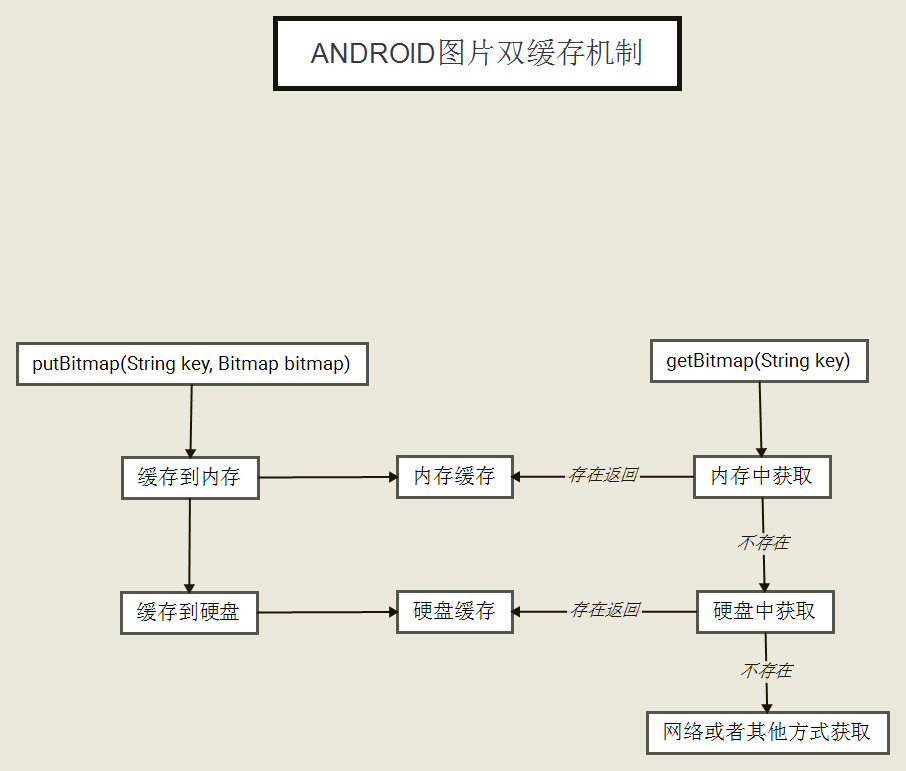 ANDROID图片双缓存机制
putBitmap(String key, Bitmap bitmap)
getBitmap(String key)
缓存到内存
内存缓存
存在返回
内存中获取
不存在
缓存到硬盘
硬盘缓存
存在返回
硬盘中获取
不存在
网络或者其他方式获取